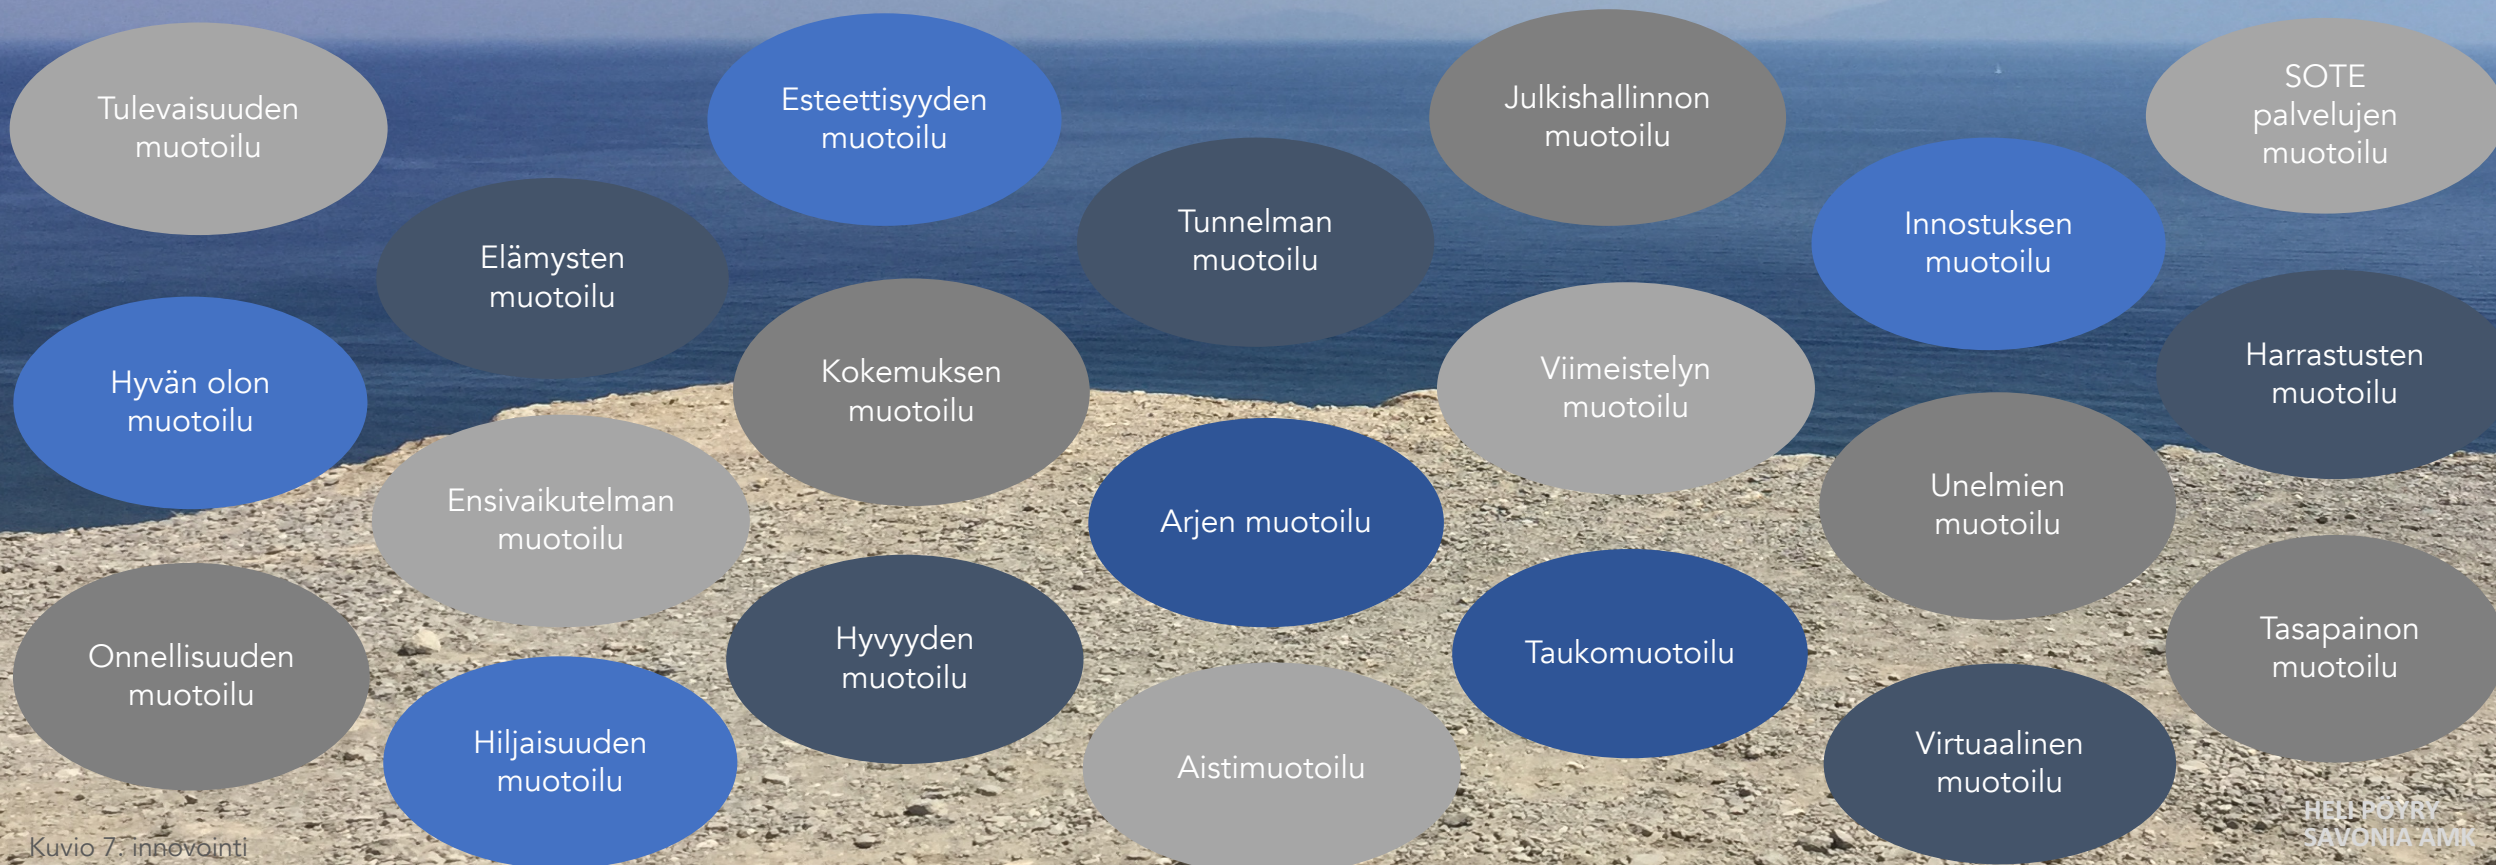 Tulevaisuuden
muotoilu
Esteettisyyden
muotoilu
Julkishallinnon
muotoilu
SOTE
palvelujen
muotoilu
Elämysten
muotoilu
Tunnelman
muotoilu
Innostuksen
muotoilu
Hyvän olon
muotoilu
Kokemuksen
muotoilu
Viimeistelyn
muotoilu
Harrastusten
muotoilu
Ensivaikutelman
muotoilu
Arjen muotoilu
Unelmien
muotoilu
Onnellisuuden
muotoilu
Hyvyyden
muotoilu
Taukomuotoilu
Tasapainon
muotoilu
Hiljaisuuden
muotoilu
Aistimuotoilu
Virtuaalinen
muotoilu
Kuvio 7. innovointi
HELI PÖYRY
SAVONIA AMK